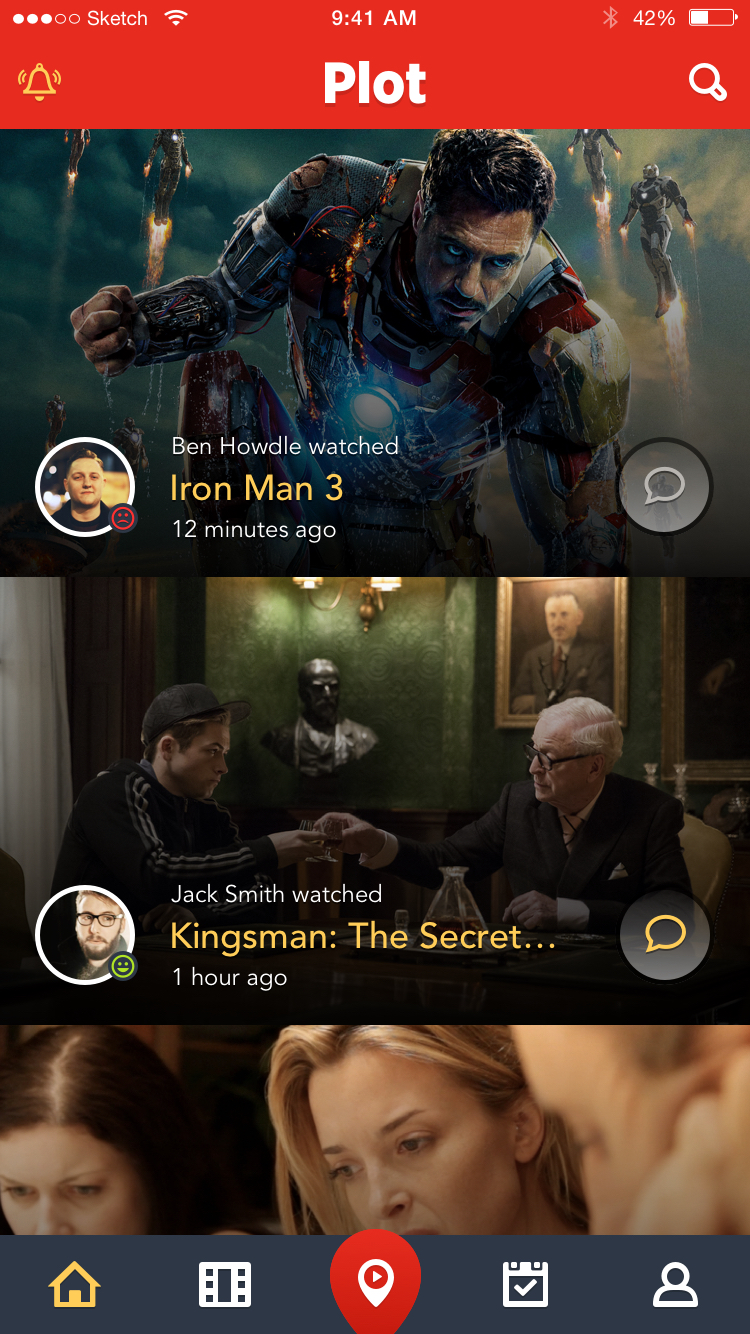 Sketch 9:41 AM 42%
Plot
Ben Howdle watched
Iron Man 3
12 minutes ago
Jack Smith watched
Kingsman: The Secret...
1 hour ago